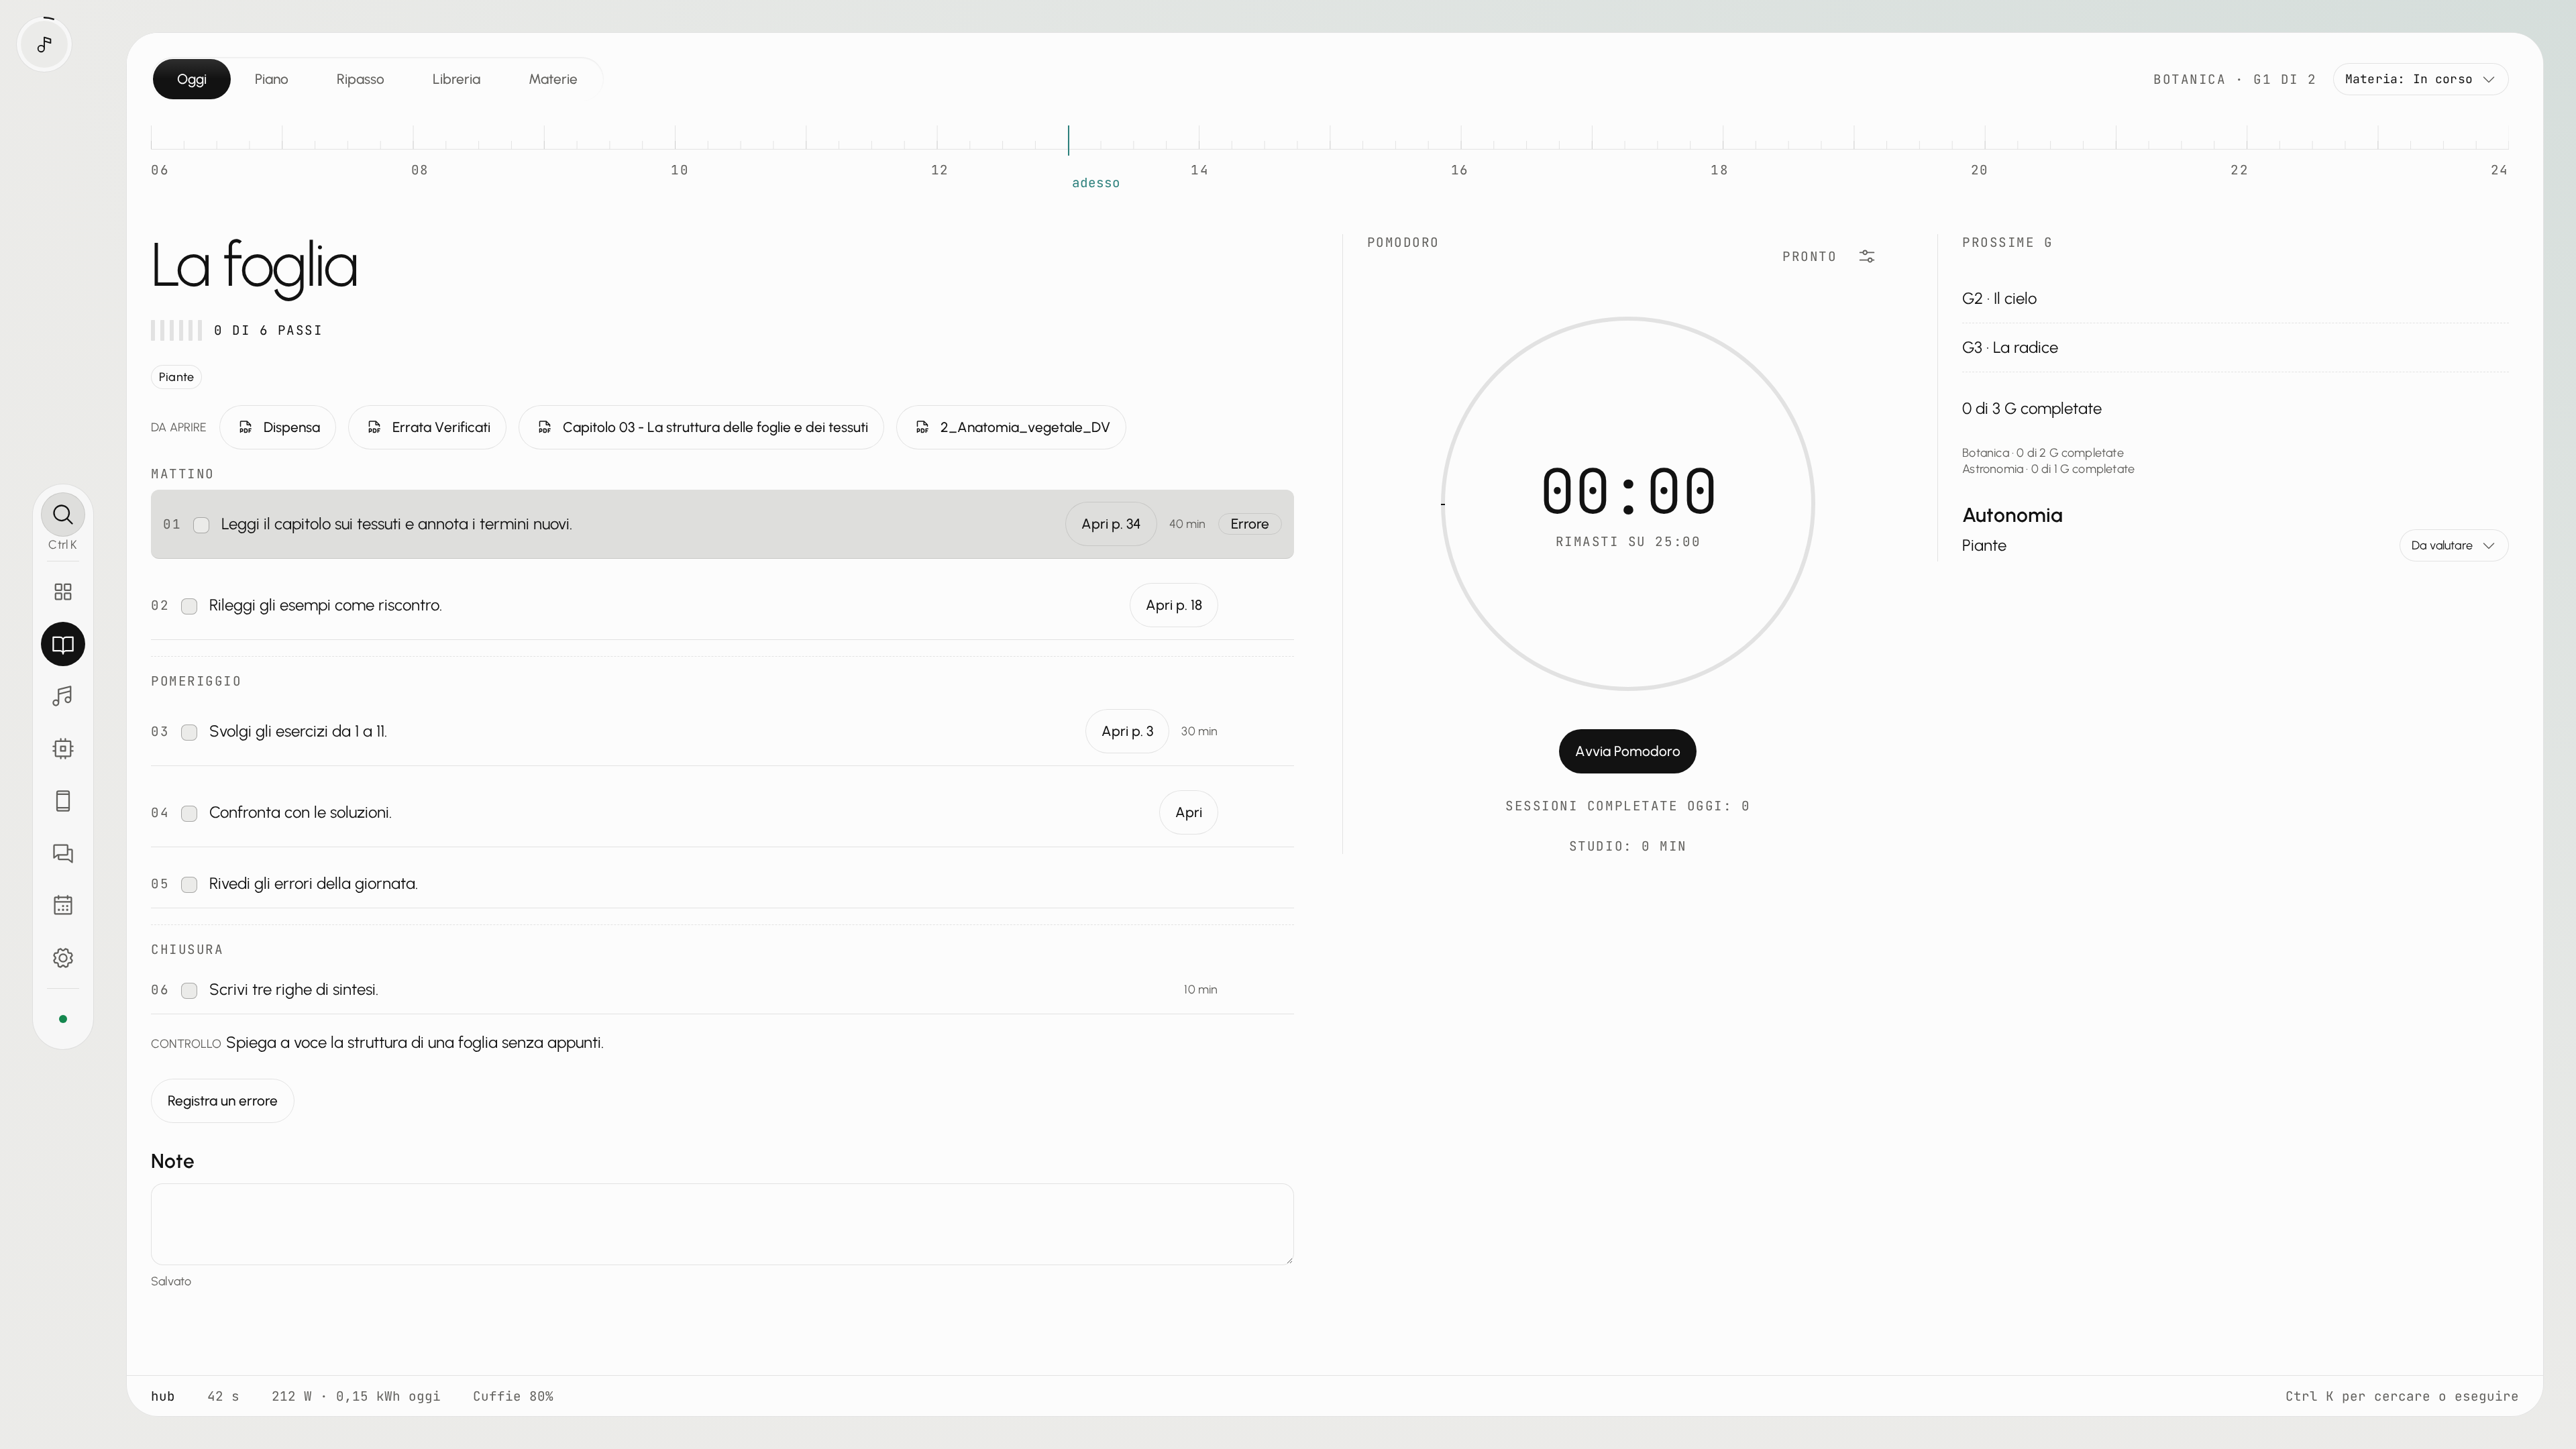 Oggi Piano Ripasso Libreria Materie
BOTANICA · G1 DI 2 Materia: In corso
06 08 10 12 14 16 18 20 22 24
adesso
La foglia
0 DI 6 PASSI
Piante
DA APRIRE Dispensa Errata Verificati Capitolo 03 - La struttura delle foglie e dei tessuti 2_Anatomia_vegetale_DV
MATTINO
01 Leggi il capitolo sui tessuti e annota i termini nuovi. Apri p. 34 40 min Errore
02 Rileggi gli esempi come riscontro. Apri p. 18
POMERIGGIO
03 Svolgi gli esercizi da 1 a 11. Apri p. 3 30 min
04 Confronta con le soluzioni. Apri
05 Rivedi gli errori della giornata.
CHIUSURA
06 Scrivi tre righe di sintesi. 10 min
CONTROLLO Spiega a voce la struttura di una foglia senza appunti.
Registra un errore
Note
Salvato
POMODORO
PRONTO
00:00
RIMASTI SU 25:00
Avvia Pomodoro
SESSIONI COMPLETATE OGGI: 0
STUDIO: 0 MIN
PROSSIME G
G2 · Il cielo
G3 · La radice
0 di 3 G completate
Botanica · 0 di 2 G completate
Astronomia · 0 di 1 G completate
Autonomia
Piante Da valutare
Ctrl K
hub 42 s 212 W · 0,15 kWh oggi Cuffie 80%
Ctrl K per cercare o eseguire